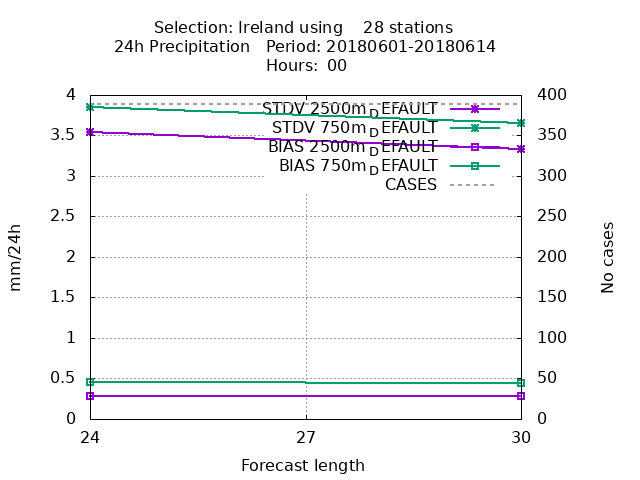 Selection: Ireland using    28 stations
24h Precipitation   Period: 20180601-20180614
Hours:  00
4
3.5
3
2.5
2
1.5
1
0.5
0
400
350
300
250
200
150
100
50
0
STDV 2500m_DEFAULT
STDV 750m_DEFAULT
BIAS 2500m_DEFAULT
BIAS 750m_DEFAULT
CASES
mm/24h
No cases
24
27
30
Forecast length